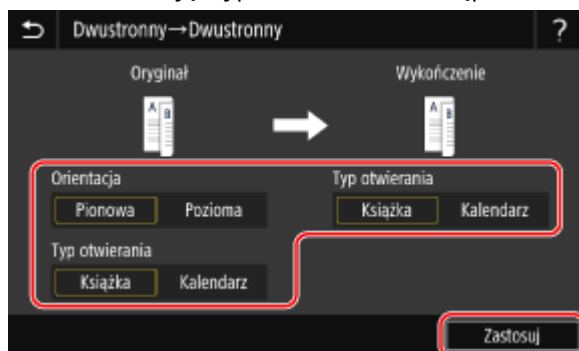 Dwustronny→Dwustronny ?
Oryginał Wykończenie
A B A B
Orientacja Typ otwierania
Pionowa Pozioma Książka Kalendarz
Typ otwierania
Książka Kalendarz
Zastosuj